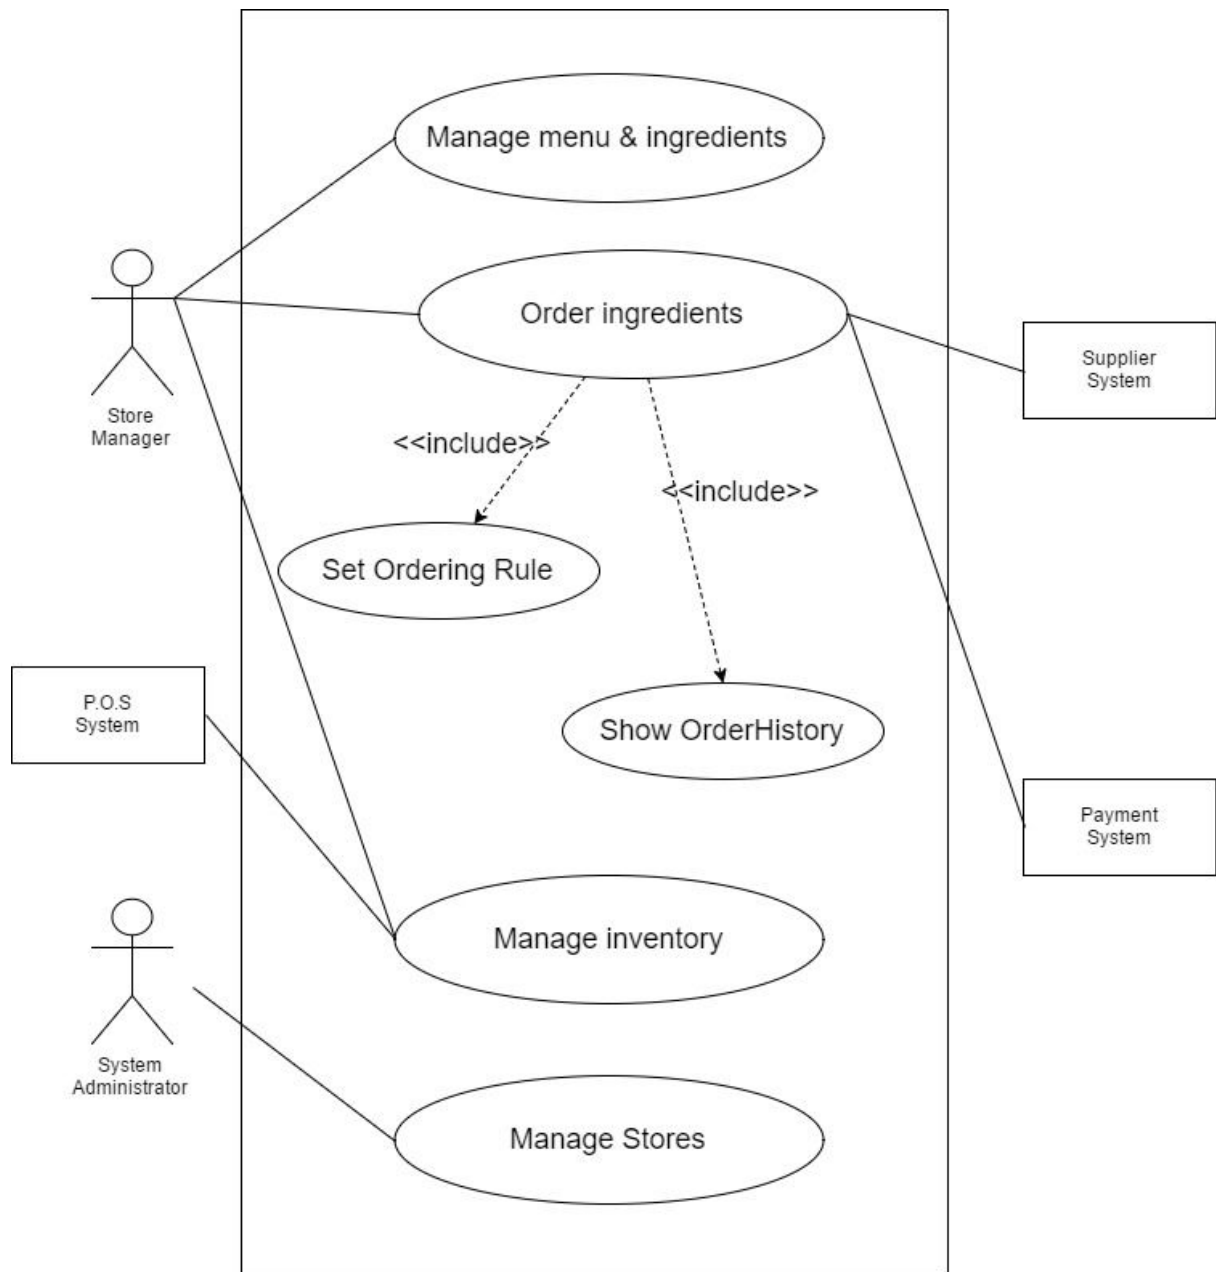 Manage menu & ingredients
Order ingredients
Supplier
System
Store
Manager
<<include>>
<<include>>
Set Ordering Rule
P.O.S
System
Show OrderHistory
Payment
System
Manage inventory
System
Administrator
Manage Stores